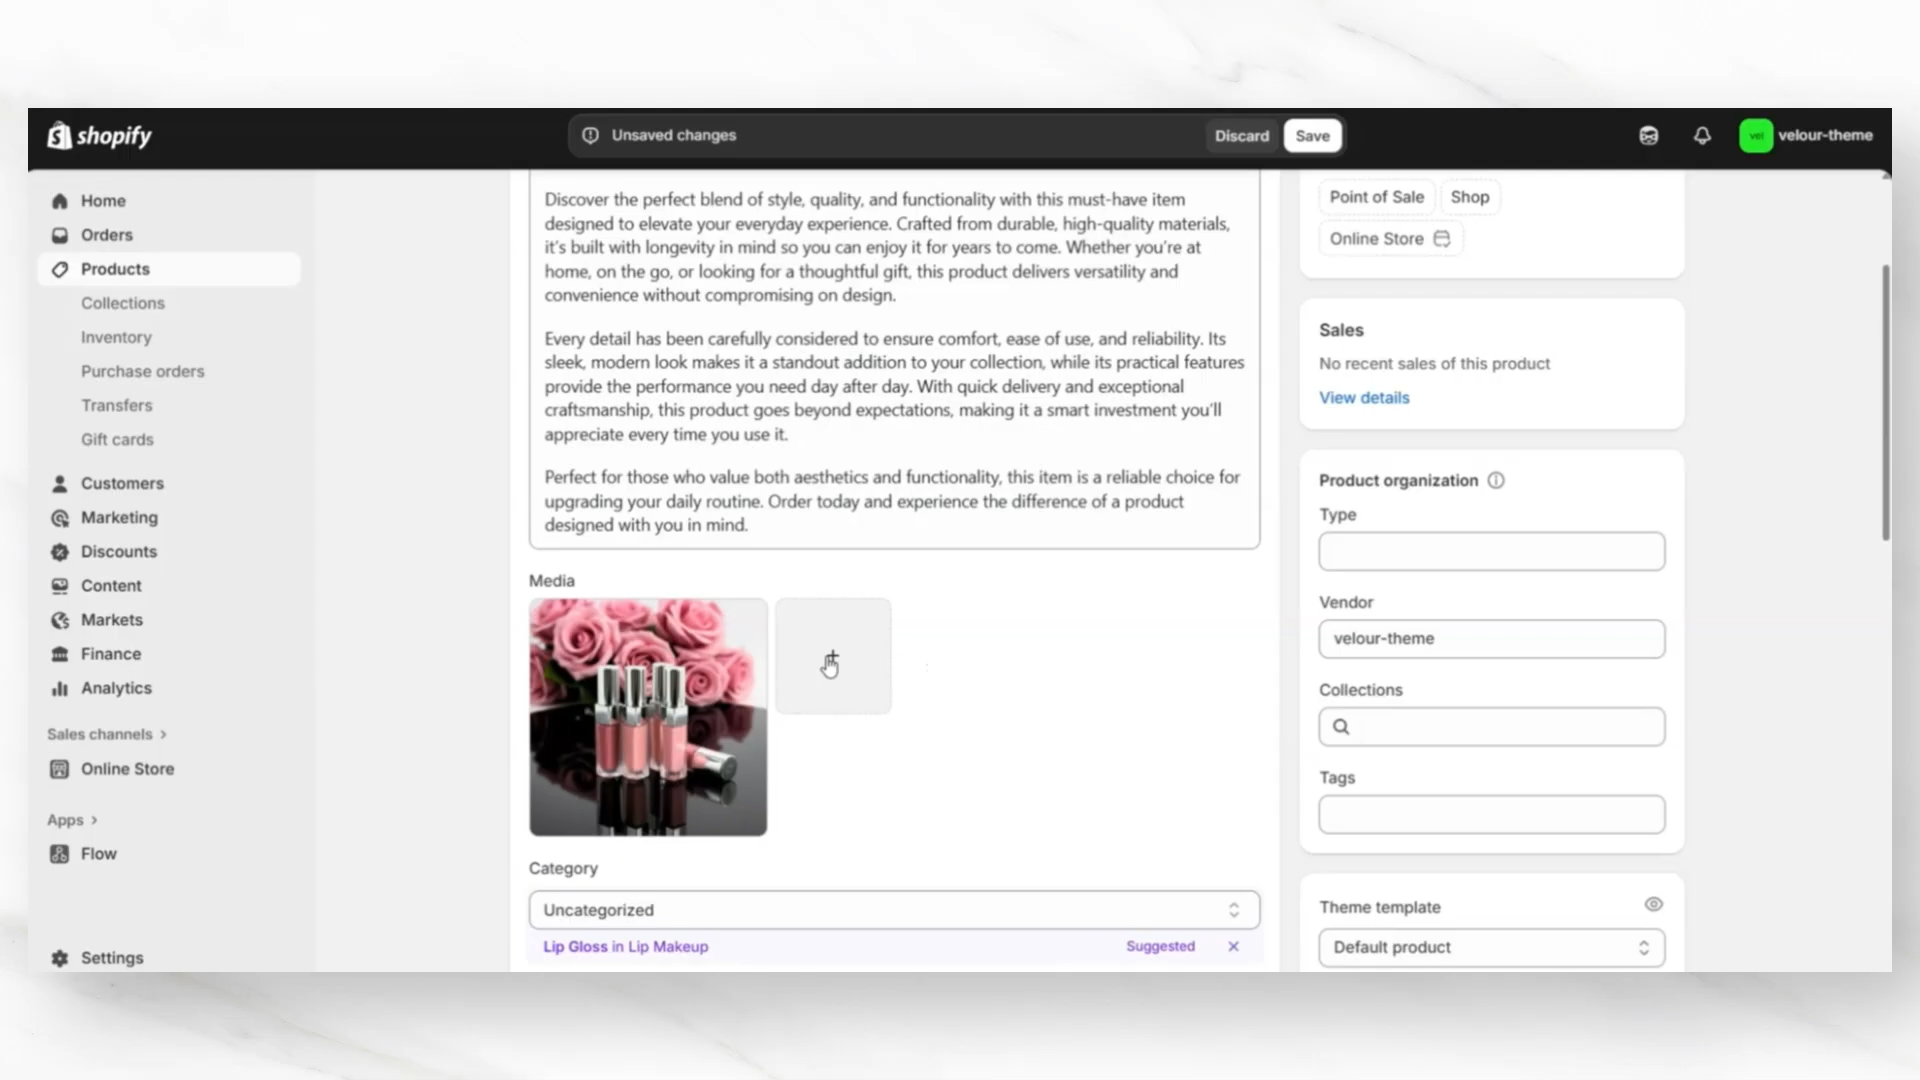 shopify
Unsaved changes
Discard
Save
vel
velour-theme
Home
Orders
Products
Collections
Inventory
Purchase orders
Transfers
Gift cards
Customers
Marketing
Discounts
Content
Markets
Finance
Analytics
Sales channels
Online Store
Apps
Flow
Settings
Discover the perfect blend of style, quality, and functionality with this must-have item
designed to elevate your everyday experience. Crafted from durable, high-quality materials,
it's built with longevity in mind so you can enjoy it for years to come. Whether you're at
home, on the go, or looking for a thoughtful gift, this product delivers versatility and
convenience without compromising on design.
Every detail has been carefully considered to ensure comfort, ease of use, and reliability. Its
sleek, modern look makes it a standout addition to your collection, while its practical features
provide the performance you need day after day. With quick delivery and exceptional
craftsmanship, this product goes beyond expectations, making it a smart investment you'll
appreciate every time you use it.
Perfect for those who value both aesthetics and functionality, this item is a reliable choice for
upgrading your daily routine. Order today and experience the difference of a product
designed with you in mind.
Media
Category
Uncategorized
Lip Gloss in Lip Makeup
Suggested
Point of Sale
Shop
Online Store
Sales
No recent sales of this product
View details
Product organization
Type
Vendor
velour-theme
Collections
Tags
Theme template
Default product